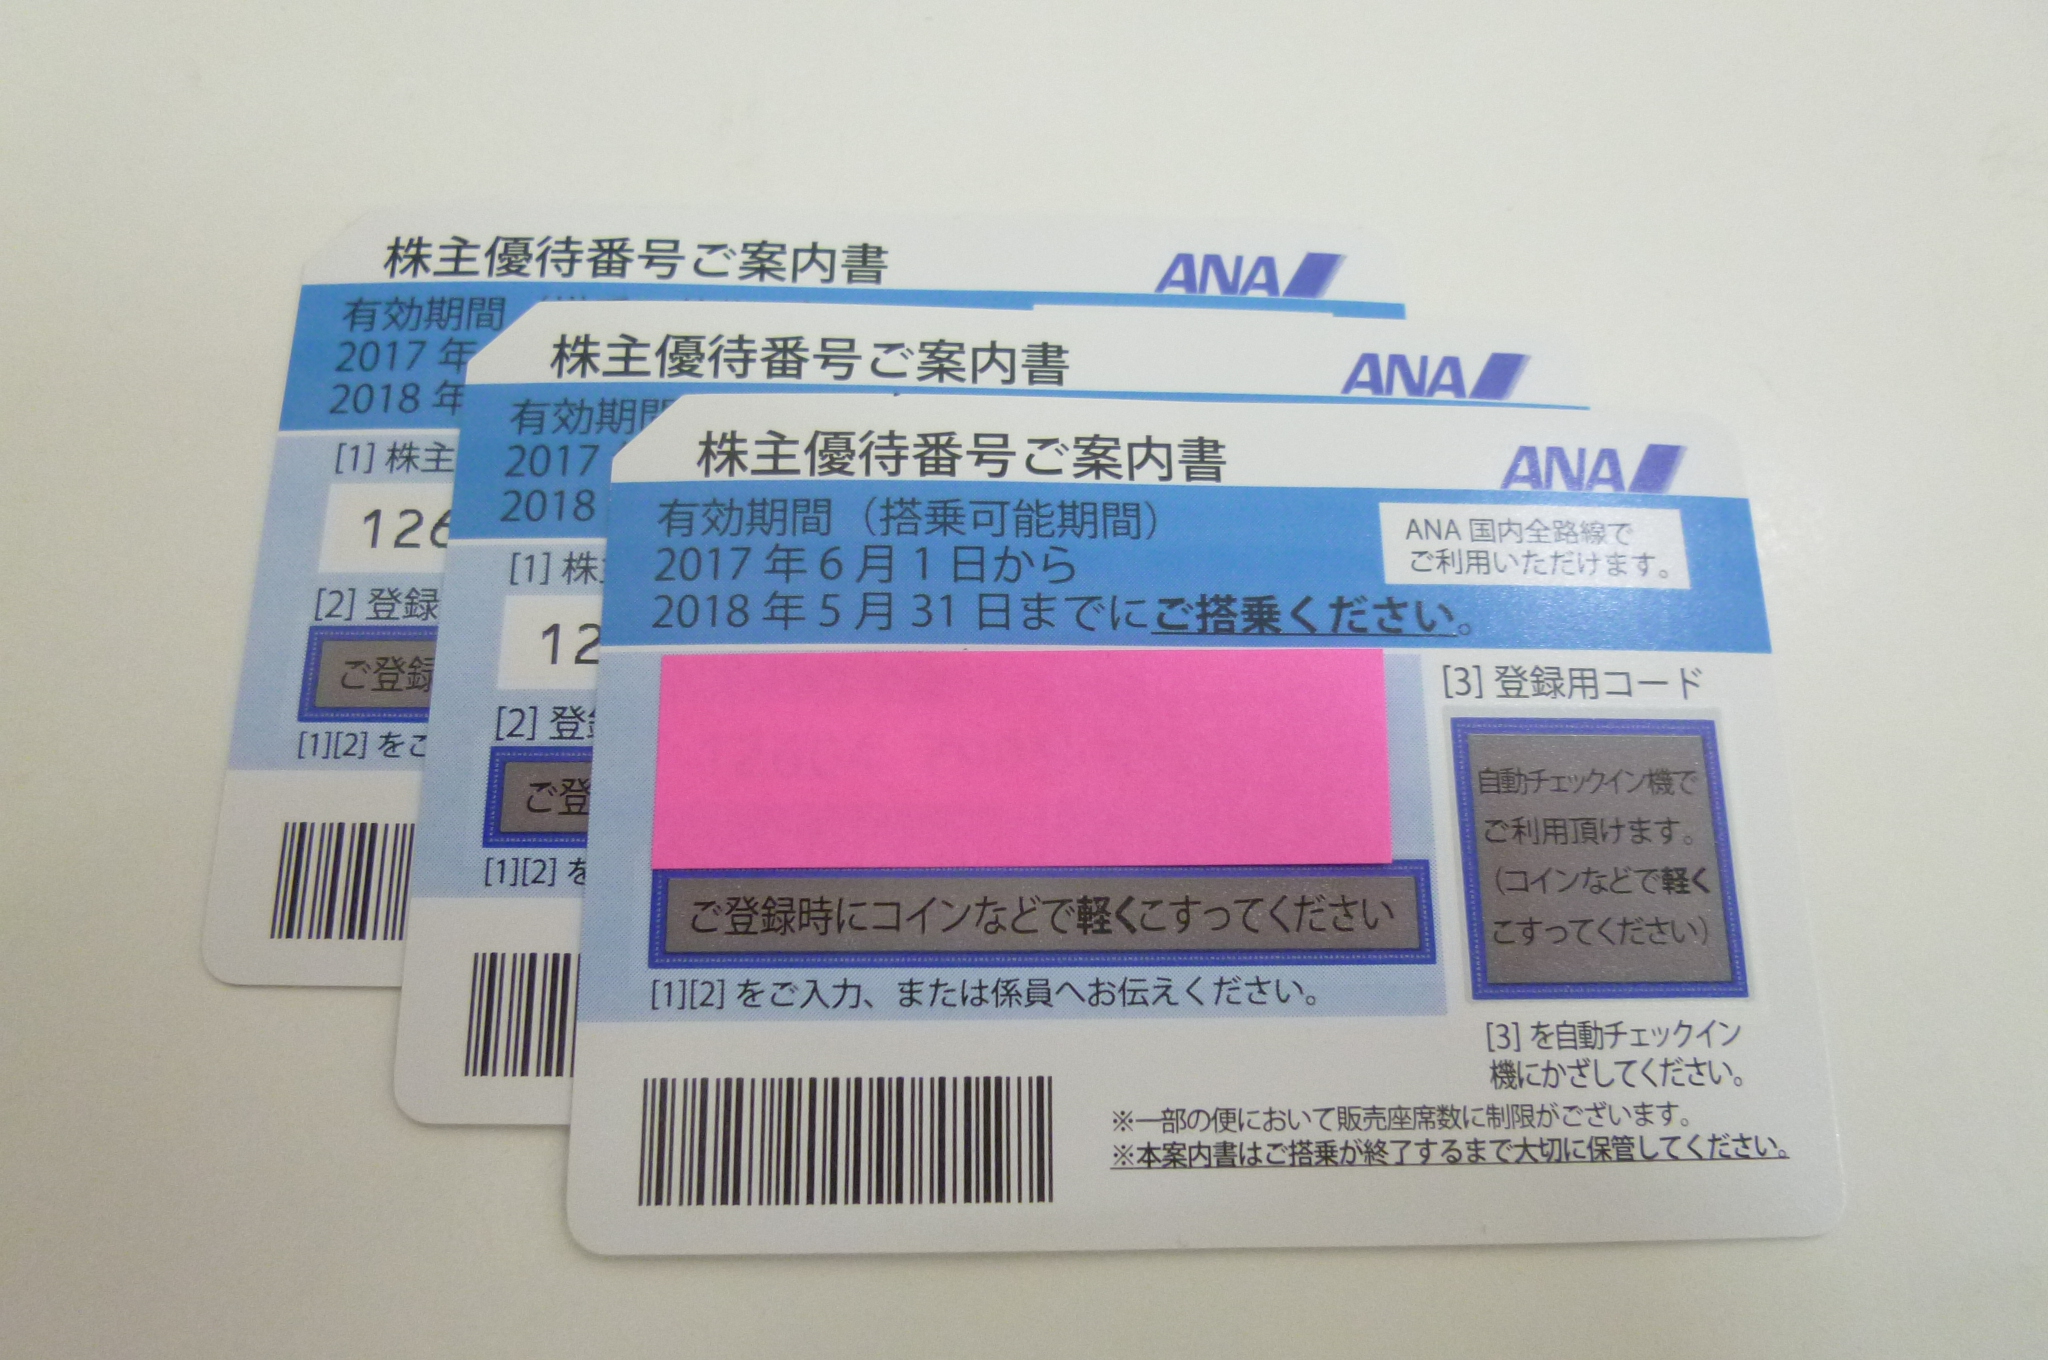 株主優待番号ご案内書
ANA
有効期間
2017 年
2018 年
[1] 株主
126
[2] 登録
ご登録
[1][2] をご
株主優待番号ご案内書
ANA
有効期間
2017
2018
[1] 株
12
[2] 登
ご登
[1][2] を
株主優待番号ご案内書
ANA
有効期間（搭乗可能期間）
2017 年 6 月 1 日から
2018 年 5 月 31 日までにご搭乗ください。
ANA 国内全路線で
ご利用いただけます。
ご登録時にコインなどで軽くこすってください
[1][2] をご入力、または係員へお伝えください。
[3] 登録用コード
自動チェックイン機で
ご利用頂けます。
（コインなどで軽く
こすってください）
[3] を自動チェックイン
機にかざしてください。
※一部の便において販売座席数に制限がございます。
※本案内書はご搭乗が終了するまで大切に保管してください。